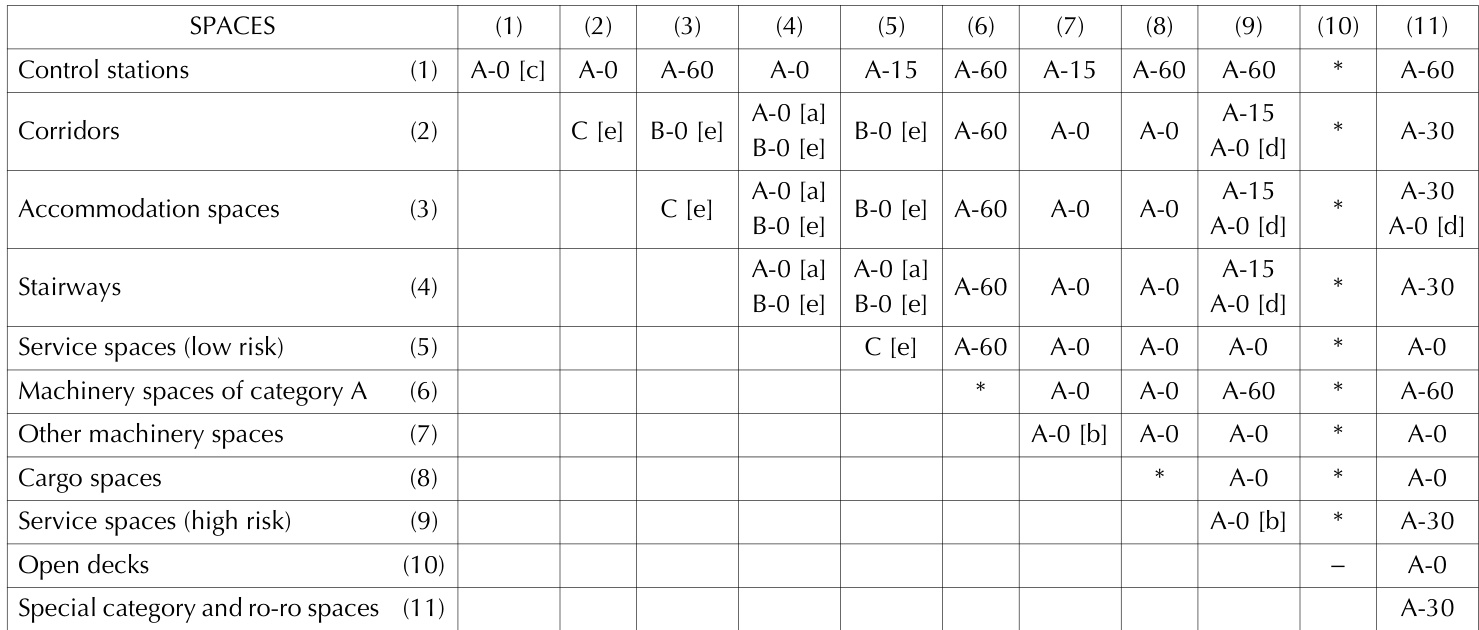 SPACES (1) (2) (3) (4) (5) (6) (7) (8) (9) (10) (11)
Control stations (1) A-0 [c] A-0 A-60 A-0 A-15 A-60 A-15 A-60 A-60 * A-60
Corridors (2) C [e] B-0 [e] A-0 [a] B-0 [e] B-0 [e] A-60 A-0 A-0 A-15 A-0 [d] * A-30
Accommodation spaces (3) C [e] A-0 [a] B-0 [e] B-0 [e] A-60 A-0 A-0 A-15 A-0 [d] * A-30 A-0 [d]
Stairways (4) A-0 [a] B-0 [e] A-0 [a] B-0 [e] A-60 A-0 A-0 A-15 A-0 [d] * A-30
Service spaces (low risk) (5) C [e] A-60 A-0 A-0 A-0 * A-0
Machinery spaces of category A (6) * A-0 A-0 A-60 * A-60
Other machinery spaces (7) A-0 [b] A-0 A-0 * A-0
Cargo spaces (8) * A-0 * A-0
Service spaces (high risk) (9) A-0 [b] * A-30
Open decks (10) – A-0
Special category and ro-ro spaces (11) A-30